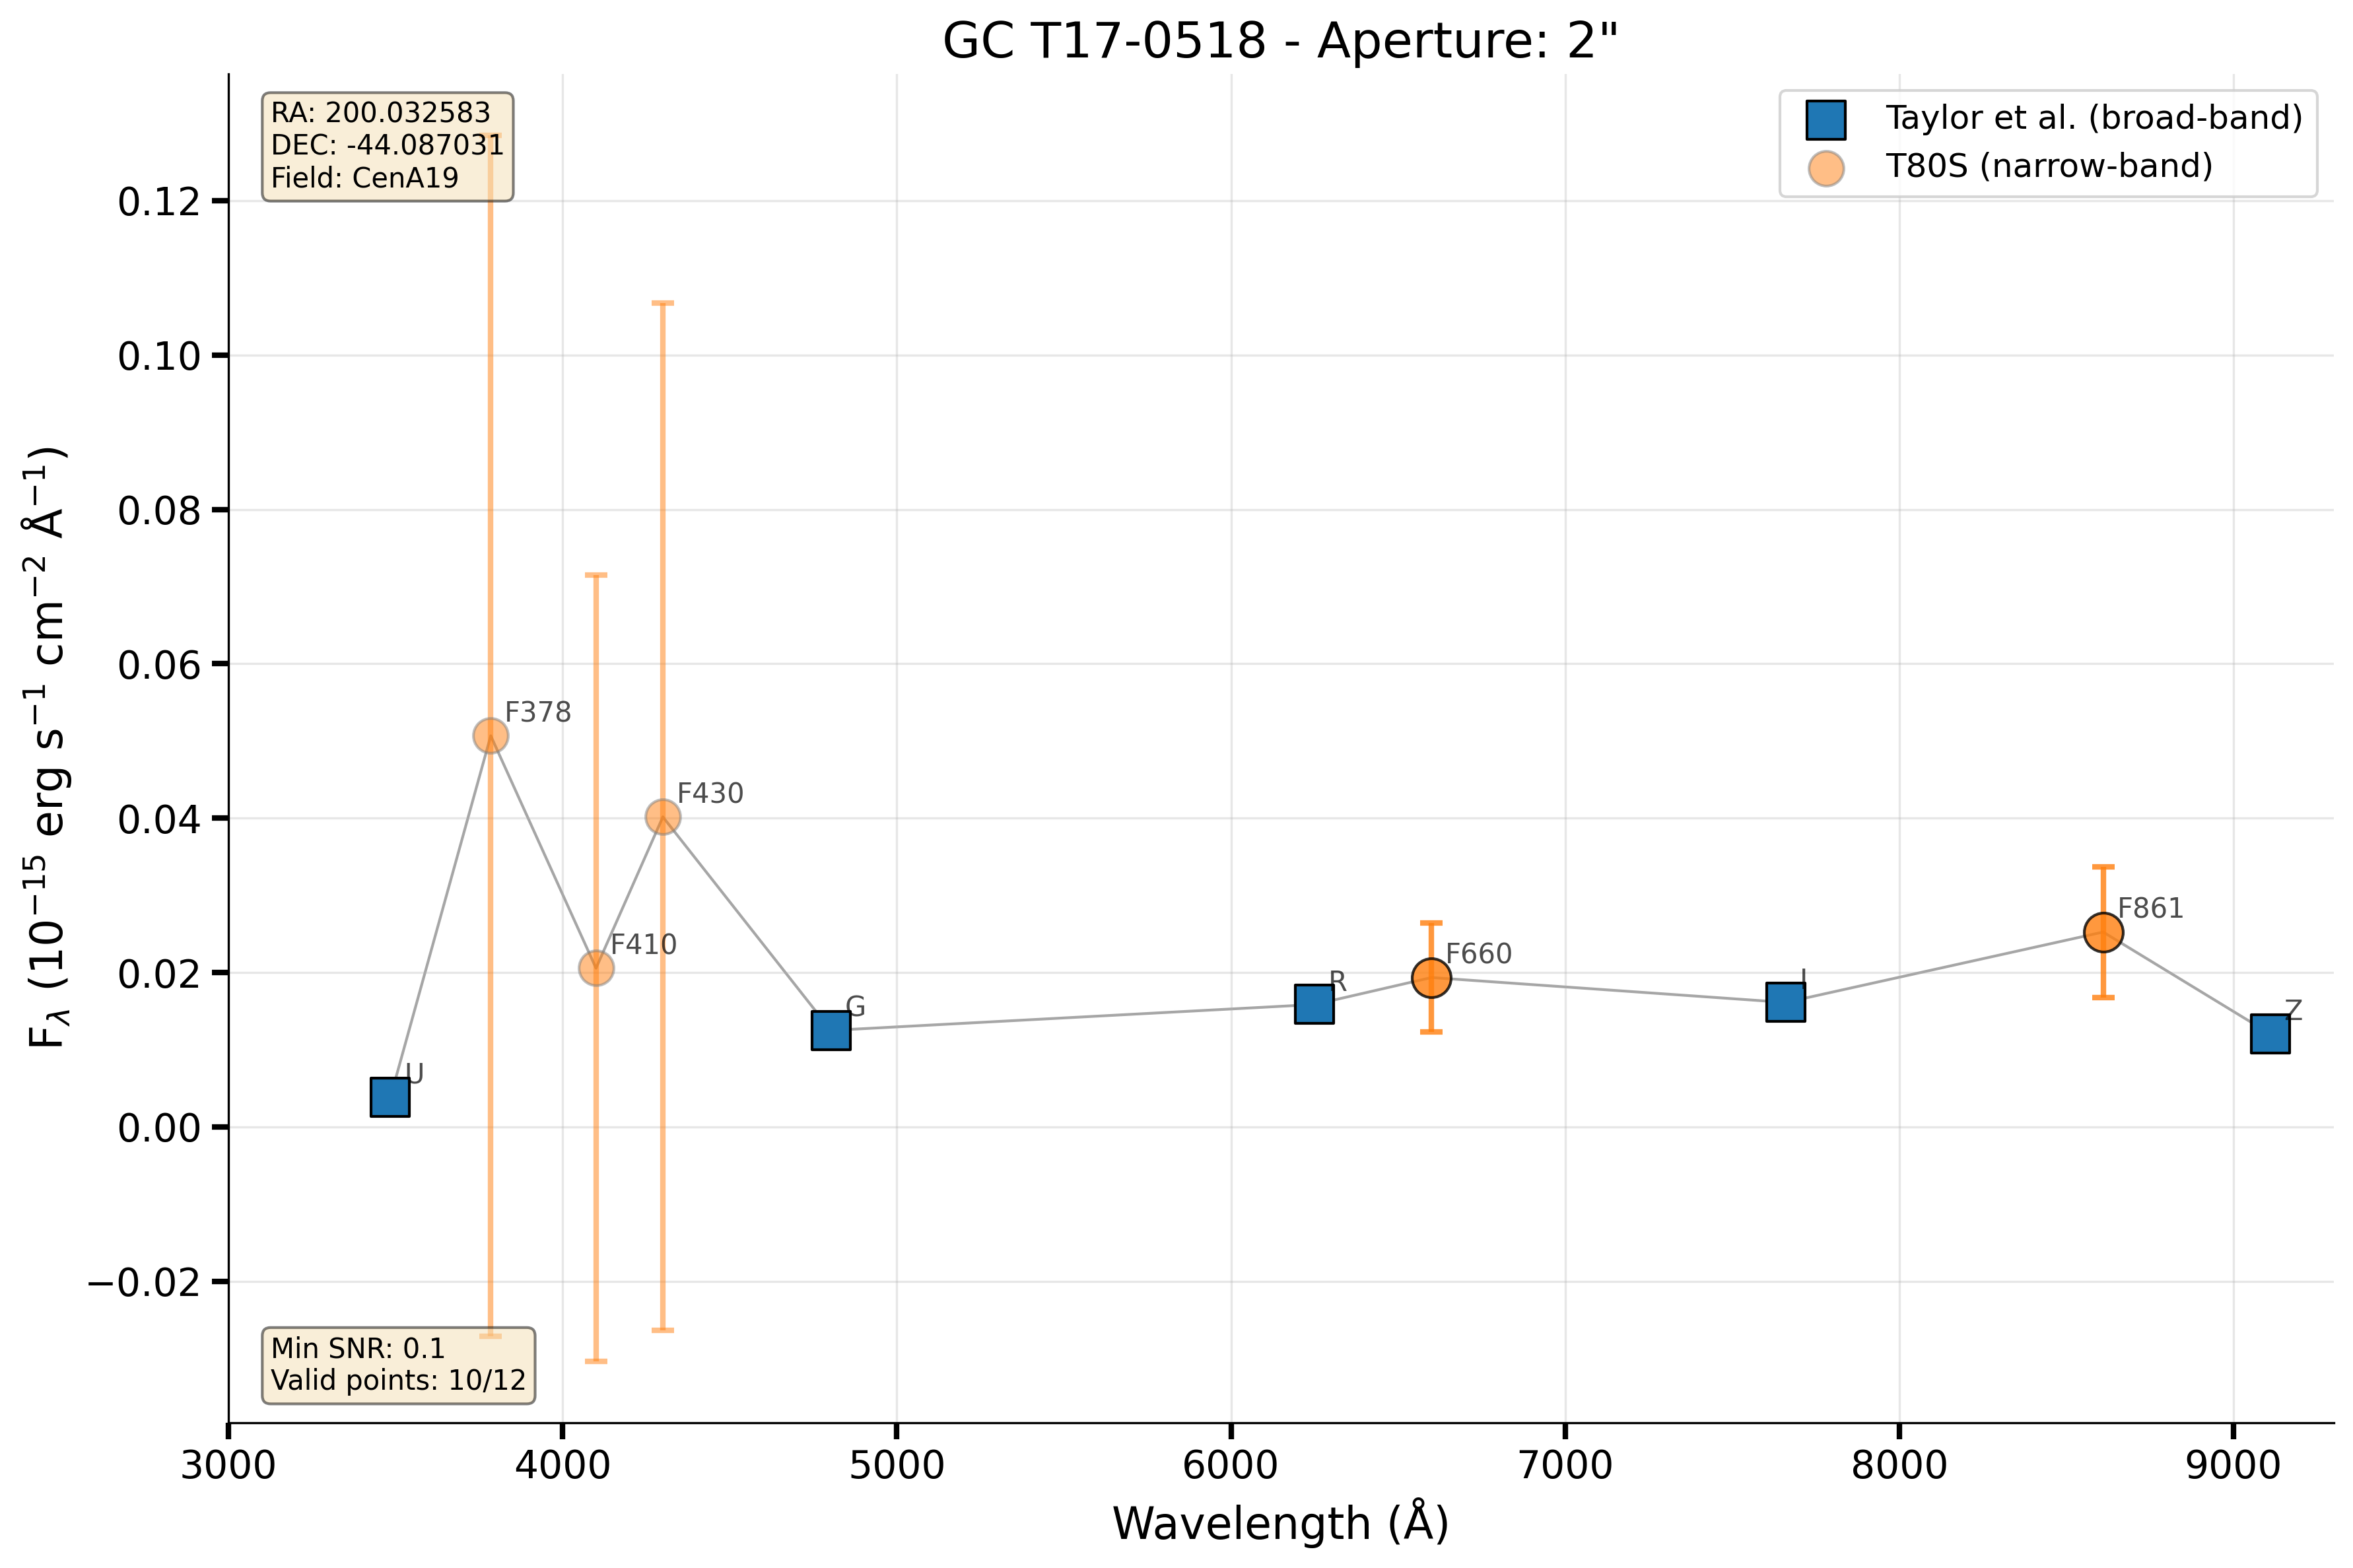 GC T17-0518 - Aperture: 2"
RA: 200.032583
DEC: -44.087031
Field: CenA19
Taylor et al. (broad-band)
T80S (narrow-band)
0.12
0.10
0.08
0.06
0.04
0.02
0.00
−0.02
F$_\lambda$ (10$^{-15}$ erg s$^{-1}$ cm$^{-2}$ Å$^{-1}$)
U
F378
F410
F430
G
R
F660
I
F861
Z
Min SNR: 0.1
Valid points: 10/12
3000 4000 5000 6000 7000 8000 9000
Wavelength (Å)